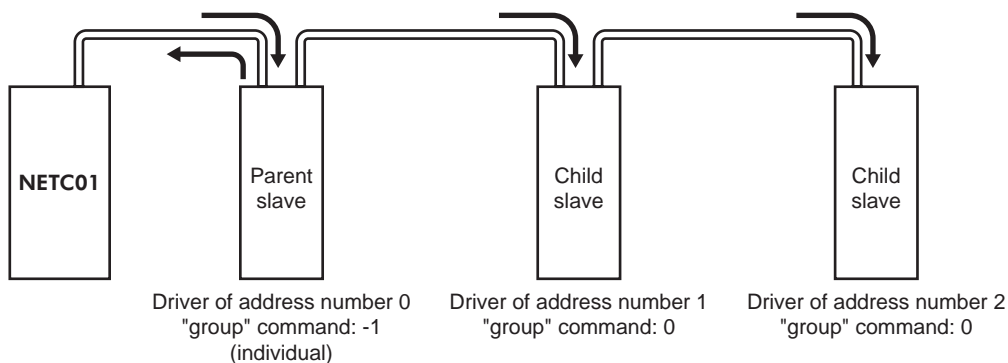 NETC01
Parent
slave
Child
slave
Child
slave
Driver of address number 0
"group" command: -1
(individual)
Driver of address number 1
"group" command: 0
Driver of address number 2
"group" command: 0